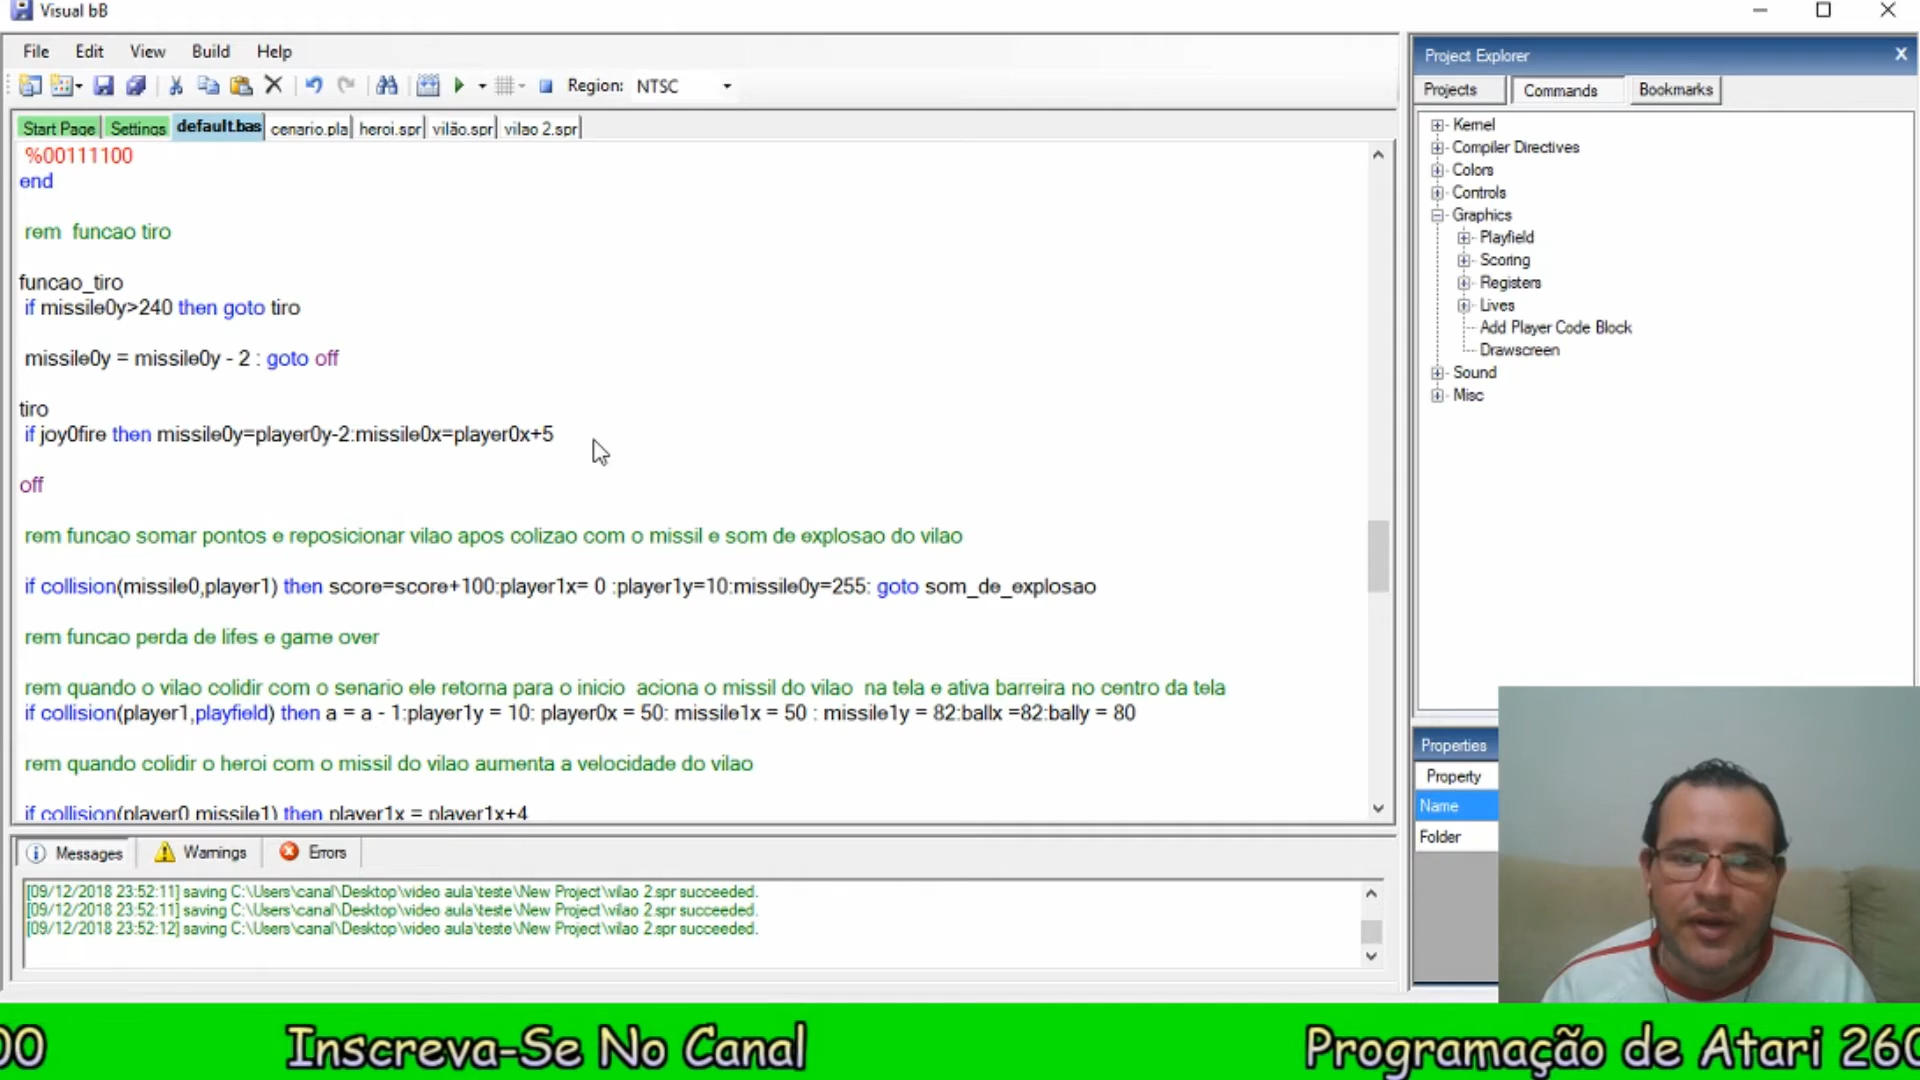 Visual bB
File Edit View Build Help
Region: NTSC
Start Page Settings default.bas cenario.pla heroi.spr vilão.spr vilao 2.spr
%00111100
end
rem  funcao tiro
funcao_tiro
if missile0y>240 then goto tiro
missile0y = missile0y - 2 : goto off
tiro
if joy0fire then missile0y=player0y-2:missile0x=player0x+5
off
rem funcao somar pontos e reposicionar vilao apos colizao com o missil e som de explosao do vilao
if collision(missile0,player1) then score=score+100:player1x= 0 :player1y=10:missile0y=255: goto som_de_explosao
rem funcao perda de lifes e game over
rem quando o vilao colidir com o senario ele retorna para o inicio  aciona o missil do vilao  na tela e ativa barreira no centro da tela
if collision(player1,playfield) then a = a - 1:player1y = 10: player0x = 50: missile1x = 50 : missile1y = 82:ballx =82:bally = 80
rem quando colidir o heroi com o missil do vilao aumenta a velocidade do vilao
if collision(player0,missile1) then player1x = player1x+4
Messages Warnings Errors
[09/12/2018 23:52:11] saving C:\Users\canal\Desktop\video aula\teste\New Project\vilao 2.spr succeeded.
[09/12/2018 23:52:11] saving C:\Users\canal\Desktop\video aula\teste\New Project\vilao 2.spr succeeded.
[09/12/2018 23:52:12] saving C:\Users\canal\Desktop\video aula\teste\New Project\vilao 2.spr succeeded.
Project Explorer X
Projects Commands Bookmarks
Kernel
Compiler Directives
Colors
Controls
Graphics
Playfield
Scoring
Registers
Lives
Add Player Code Block
Drawscreen
Sound
Misc
Properties
Property
Name
Folder
00 Inscreva-Se No Canal Programação de Atari 260